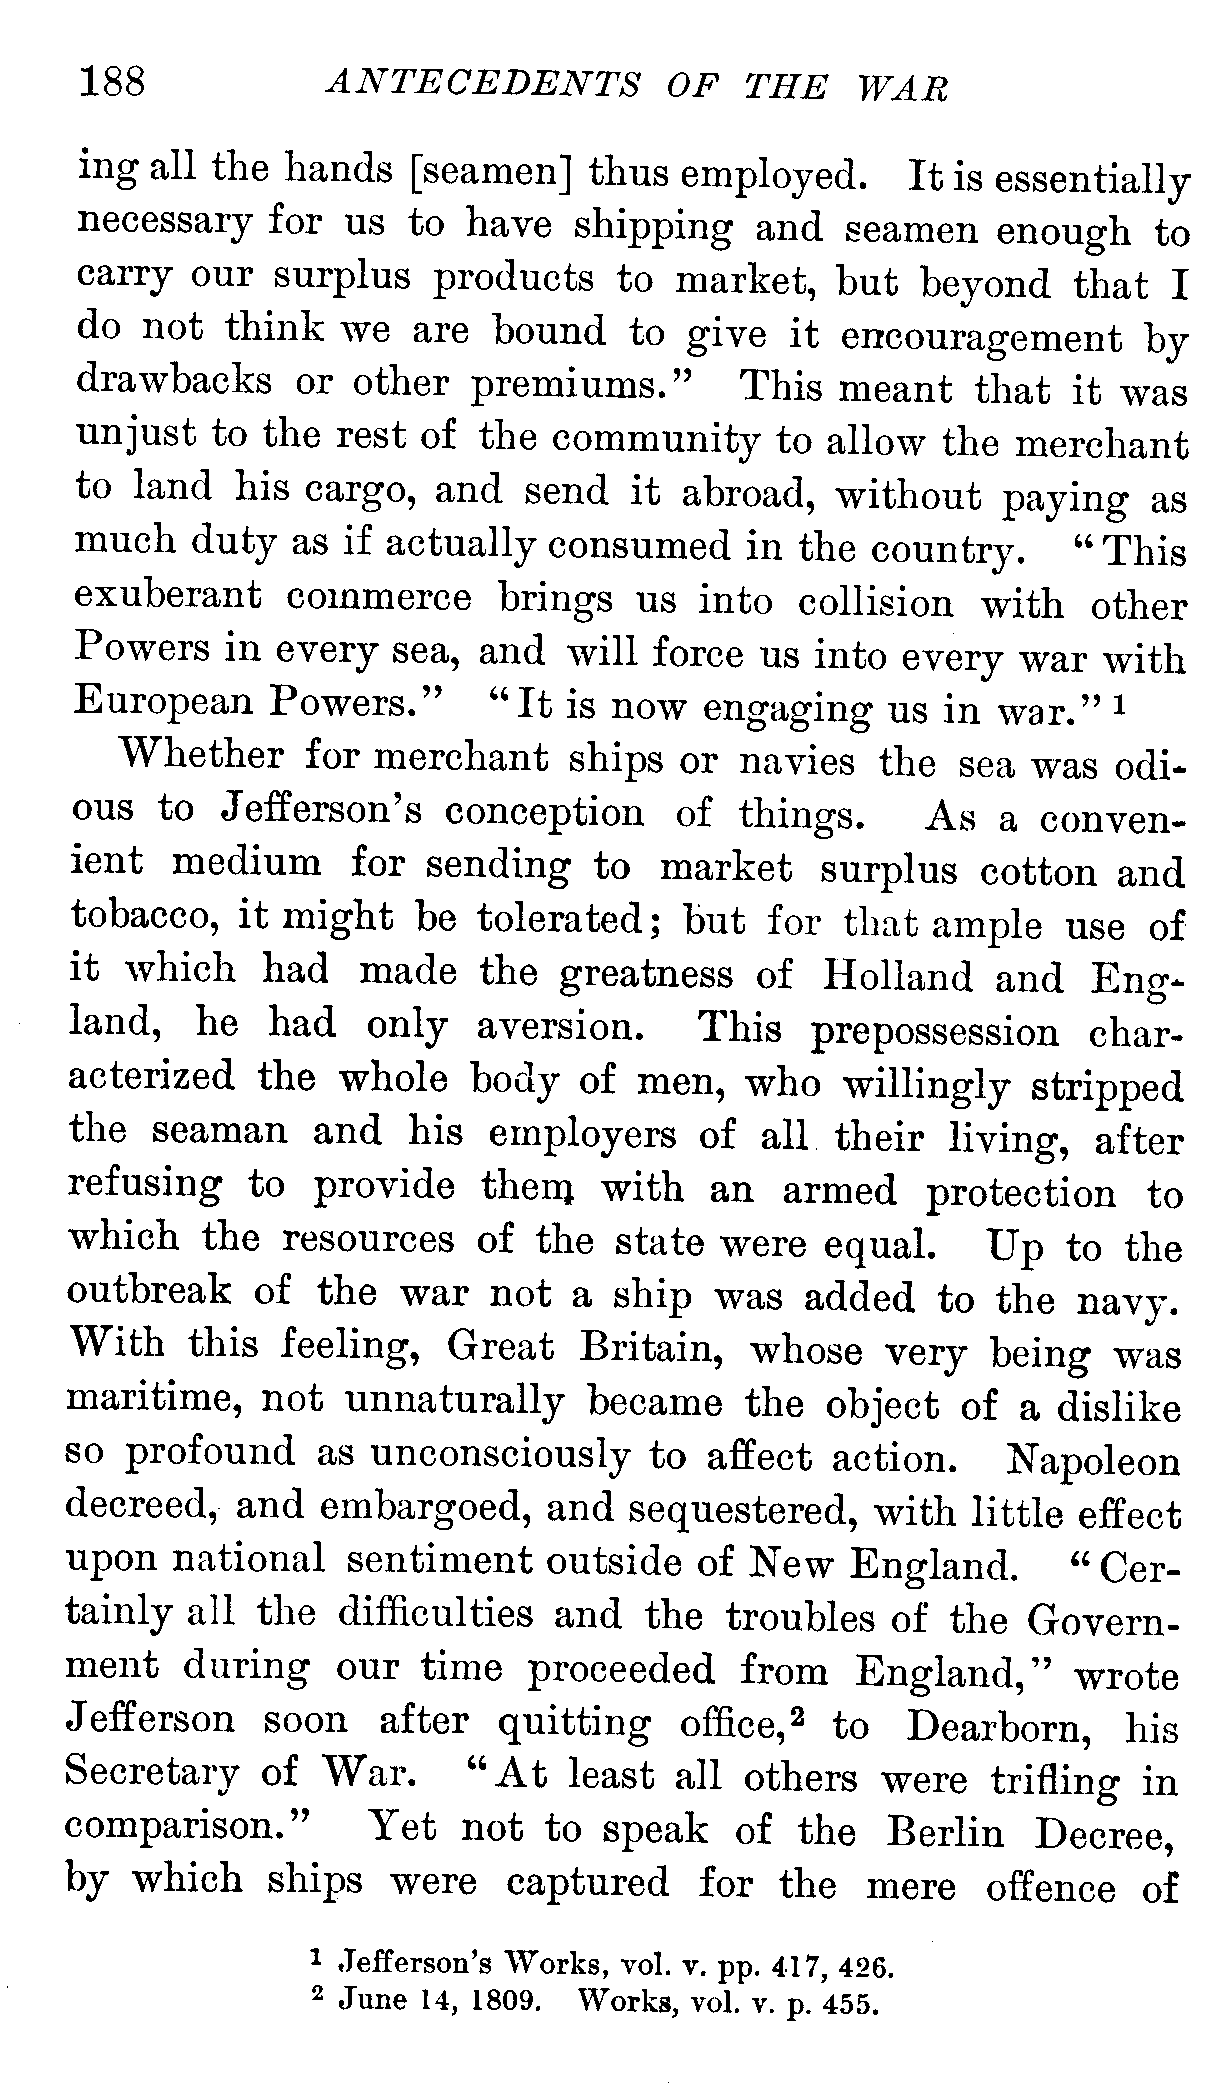 188 ANTECEDENTS OF THE WAR
ing all the hands [seamen] thus employed. It is essentially
necessary for us to have shipping and seamen enough to
carry our surplus products to market, but beyond that I
do not think we are bound to give it encouragement by
drawbacks or other premiums.” This meant that it was
unjust to the rest of the community to allow the merchant
to land his cargo, and send it abroad, without paying as
much duty as if actually consumed in the country. “This
exuberant commerce brings us into collision with other
Powers in every sea, and will force us into every war with
European Powers.” “It is now engaging us in war.” 1
Whether for merchant ships or navies the sea was odi-
ous to Jefferson’s conception of things. As a conven-
ient medium for sending to market surplus cotton and
tobacco, it might be tolerated; but for that ample use of
it which had made the greatness of Holland and Eng-
land, he had only aversion. This prepossession char-
acterized the whole body of men, who willingly stripped
the seaman and his employers of all their living, after
refusing to provide them with an armed protection to
which the resources of the state were equal. Up to the
outbreak of the war not a ship was added to the navy.
With this feeling, Great Britain, whose very being was
maritime, not unnaturally became the object of a dislike
so profound as unconsciously to affect action. Napoleon
decreed, and embargoed, and sequestered, with little effect
upon national sentiment outside of New England. “Cer-
tainly all the difficulties and the troubles of the Govern-
ment during our time proceeded from England,” wrote
Jefferson soon after quitting office,2 to Dearborn, his
Secretary of War. “At least all others were trifling in
comparison.” Yet not to speak of the Berlin Decree,
by which ships were captured for the mere offence of
1 Jefferson’s Works, vol. v. pp. 417, 426.
2 June 14, 1809. Works, vol. v. p. 455.